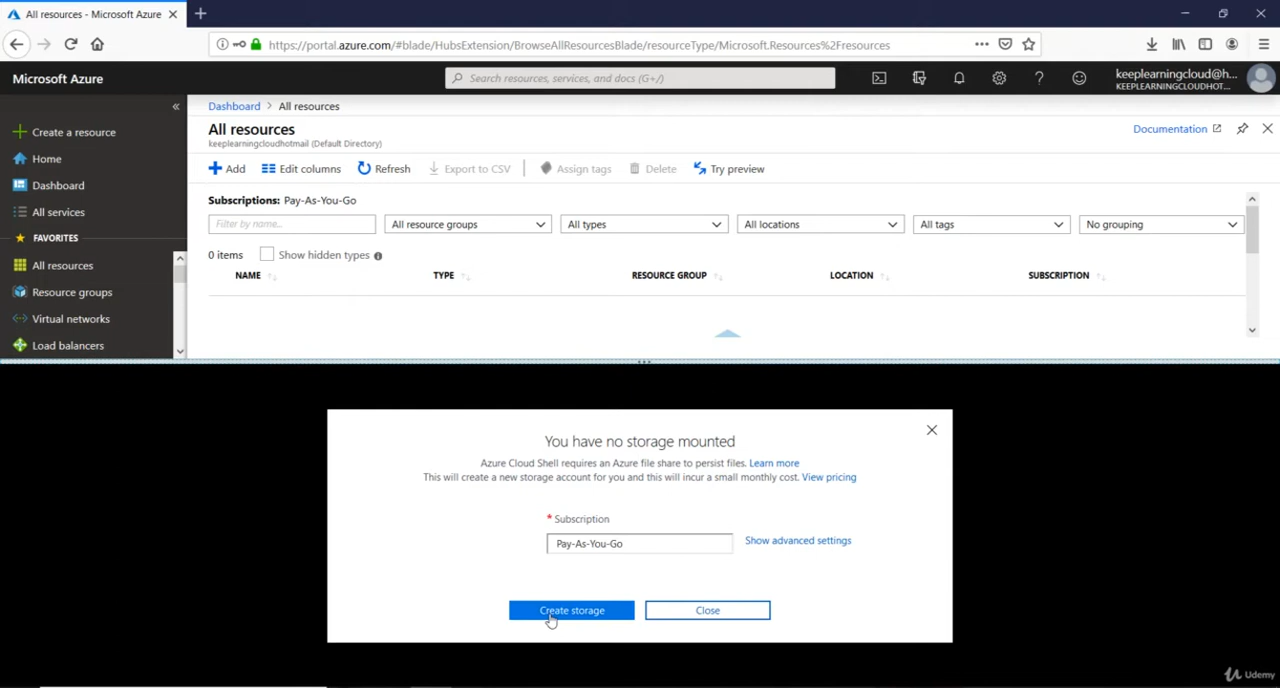 All resources - Microsoft Azure
https://portal.azure.com/#blade/HubsExtension/BrowseAllResourcesBlade/resourceType/Microsoft.Resources%2Fresources
Microsoft Azure
Search resources, services, and docs (G+/)
keeplearningcloud@h...
KEEPLEARNINGCLOUDHOT...
Create a resource
Home
Dashboard
All services
FAVORITES
All resources
Resource groups
Virtual networks
Load balancers
Dashboard > All resources
All resources
keeplearningcloudhotmail (Default Directory)
Documentation
Add Edit columns Refresh Export to CSV Assign tags Delete Try preview
Subscriptions: Pay-As-You-Go
Filter by name... All resource groups All types All locations All tags No grouping
0 items Show hidden types
NAME TYPE RESOURCE GROUP LOCATION SUBSCRIPTION
You have no storage mounted
Azure Cloud Shell requires an Azure file share to persist files. Learn more
This will create a new storage account for you and this will incur a small monthly cost. View pricing
* Subscription
Pay-As-You-Go Show advanced settings
Create storage Close
Udemy